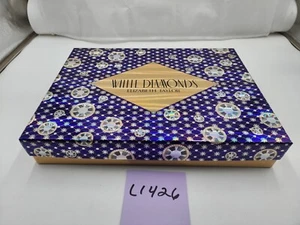 WHITE DIAMONDS
ELIZABETH TAYLOR
L1426